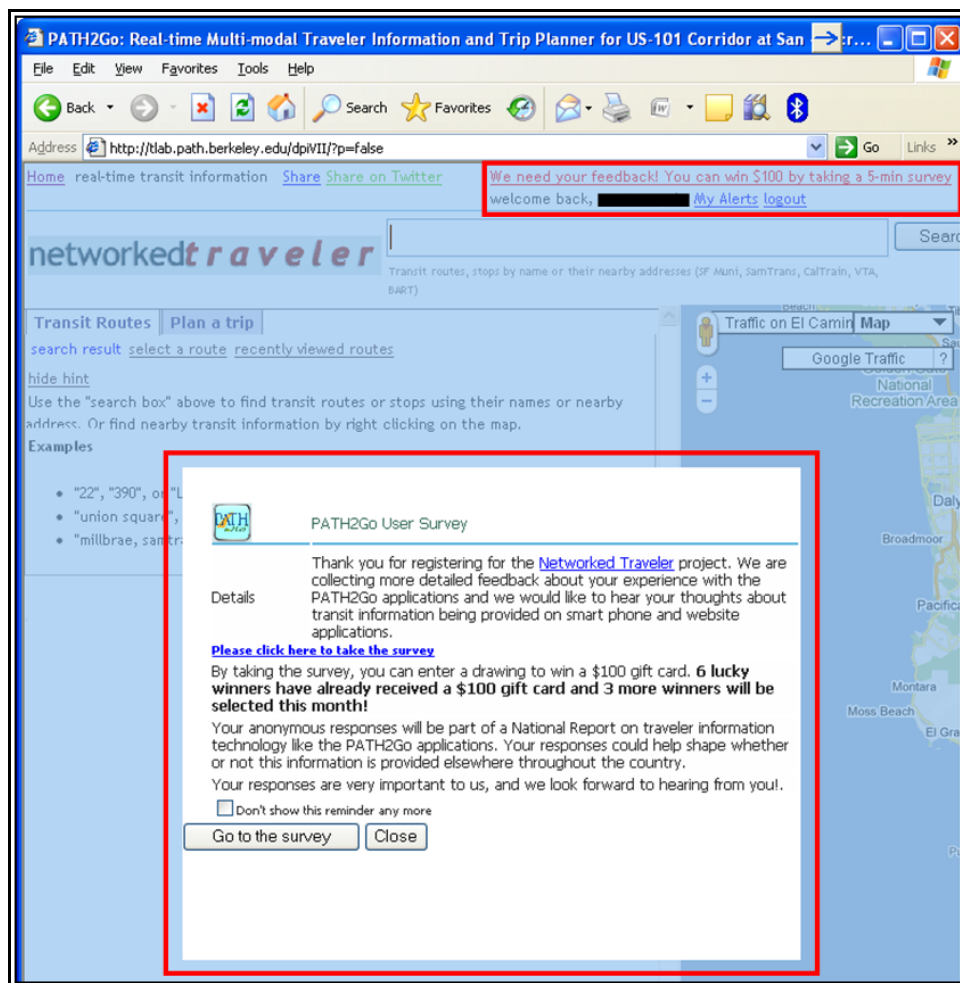 PATH2Go: Real-time Multi-modal Traveler Information and Trip Planner for US-101 Corridor at San
File Edit View Favorites Tools Help
Back Search Favorites
Address http://tlab.path.berkeley.edu/dpiVII/?p=false Go Links »
Home real-time transit information Share Share on Twitter We need your feedback! You can win $100 by taking a 5-min survey
welcome back, My Alerts logout
networkedtraveler
Transit routes, stops by name or their nearby addresses (SF Muni, SamTrans, CalTrain, VTA,
BART)
Transit Routes Plan a trip
Traffic on El Camin Map
search result select a route recently viewed routes
Google Traffic ?
hide hint
National
Recreation Area
Use the "search box" above to find transit routes or stops using their names or nearby
address. Or find nearby transit information by right clicking on the map.
Examples
• "22", "390", or "L
• "union square",
• "millbrae, samtr
Daly
Broadmoor
Pacifica
Montara
Moss Beach
El Gra
PATH2Go User Survey
Details
Thank you for registering for the Networked Traveler project. We are
collecting more detailed feedback about your experience with the
PATH2Go applications and we would like to hear your thoughts about
transit information being provided on smart phone and website
applications.
Please click here to take the survey
By taking the survey, you can enter a drawing to win a $100 gift card. 6 lucky
winners have already received a $100 gift card and 3 more winners will be
selected this month!
Your anonymous responses will be part of a National Report on traveler information
technology like the PATH2Go applications. Your responses could help shape whether
or not this information is provided elsewhere throughout the country.
Your responses are very important to us, and we look forward to hearing from you!.
Don't show this reminder any more
Go to the survey Close